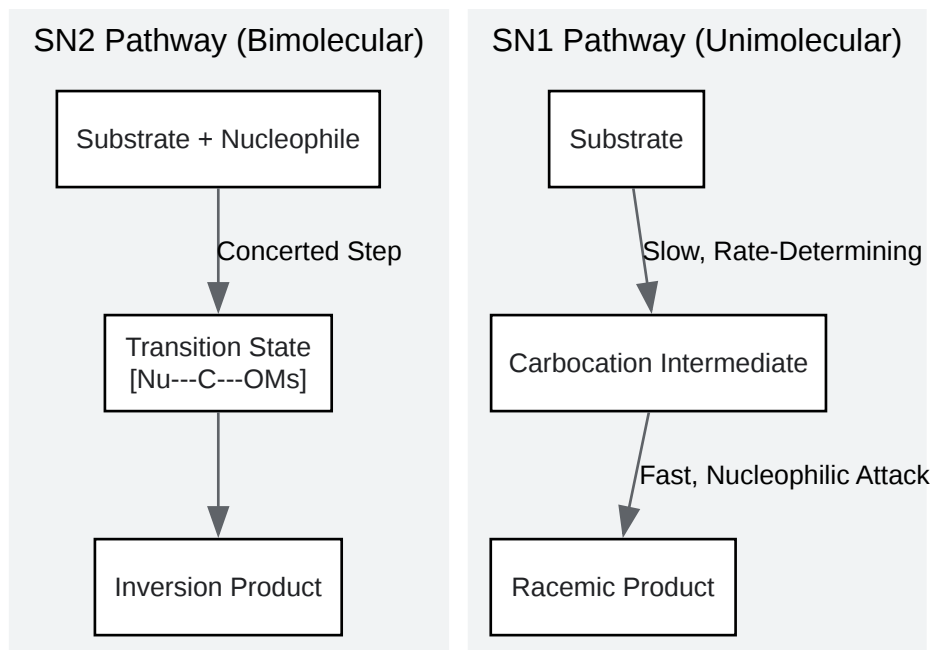 SN2 Pathway (Bimolecular)
Substrate + Nucleophile
Concerted Step
Transition State
[Nu---C---OMs]
Inversion Product
SN1 Pathway (Unimolecular)
Substrate
Slow, Rate-Determining
Carbocation Intermediate
Fast, Nucleophilic Attack
Racemic Product